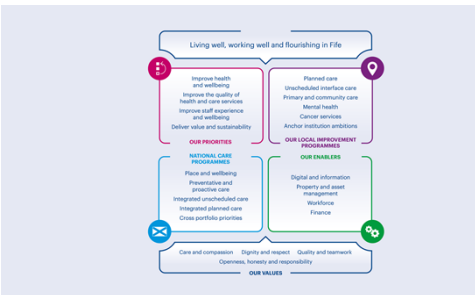 Living well, working well and flourishing in Fife
Improve health
and wellbeing
Improve the quality of
health and care services
Improve staff experience
and wellbeing
Deliver value and sustainability
OUR PRIORITIES
Planned care
Unscheduled interface care
Primary and community care
Mental health
Cancer services
Anchor institution ambitions
OUR LOCAL IMPROVEMENT
PROGRAMMES
NATIONAL CARE
PROGRAMMES
Place and wellbeing
Preventative and
proactive care
Integrated unscheduled care
Integrated planned care
Cross portfolio priorities
OUR ENABLERS
Digital and information
Property and asset
management
Workforce
Finance
Care and compassion Dignity and respect Quality and teamwork
Openness, honesty and responsibility
OUR VALUES